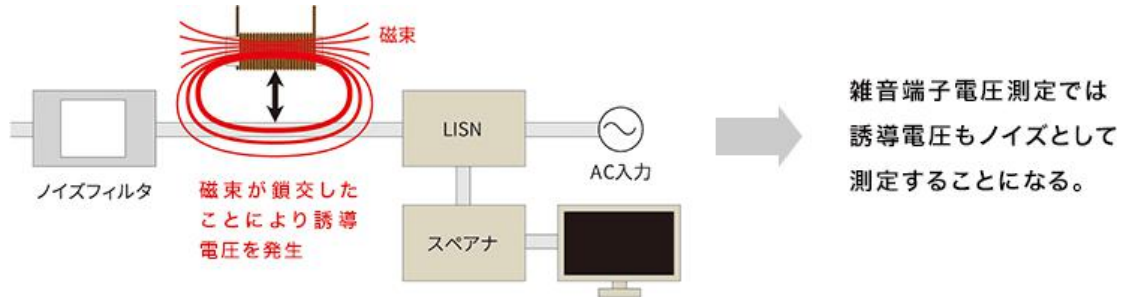 磁束
LISN
AC入力
ノイズフィルタ
磁束が鎖交した
ことにより誘導
電圧を発生
スペアナ
雑音端子電圧測定では
誘導電圧もノイズとして
測定することになる。